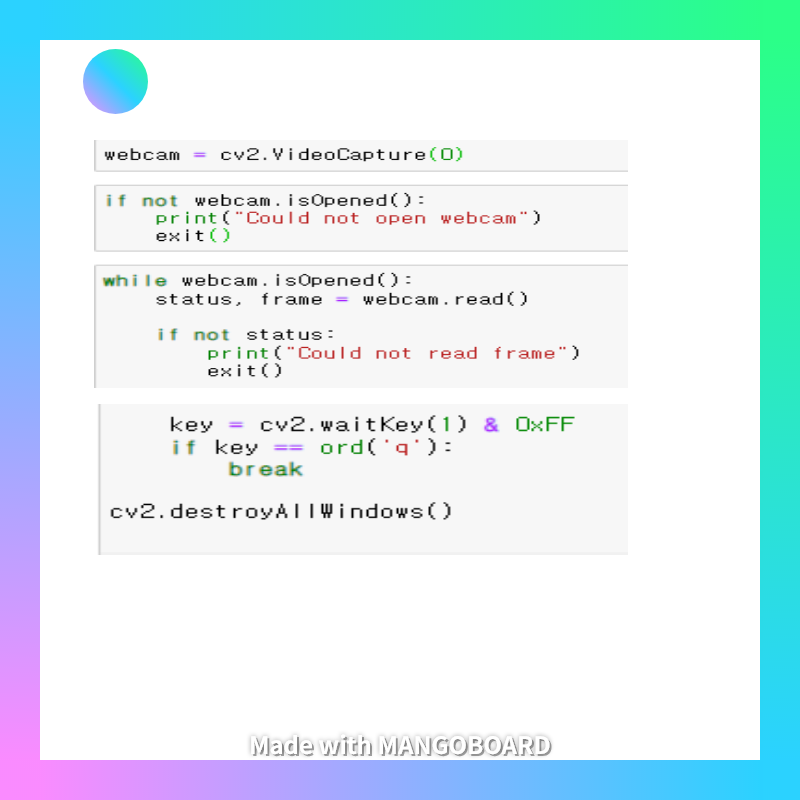 webcam = cv2.VideoCapture(0)
if not webcam.isOpened():
    print("Could not open webcam")
    exit()
while webcam.isOpened():
    status, frame = webcam.read()
    if not status:
        print("Could not read frame")
        exit()
    key = cv2.waitKey(1) & 0xFF
    if key == ord('q'):
        break
cv2.destroyAllWindows()
Made with MANGOBOARD